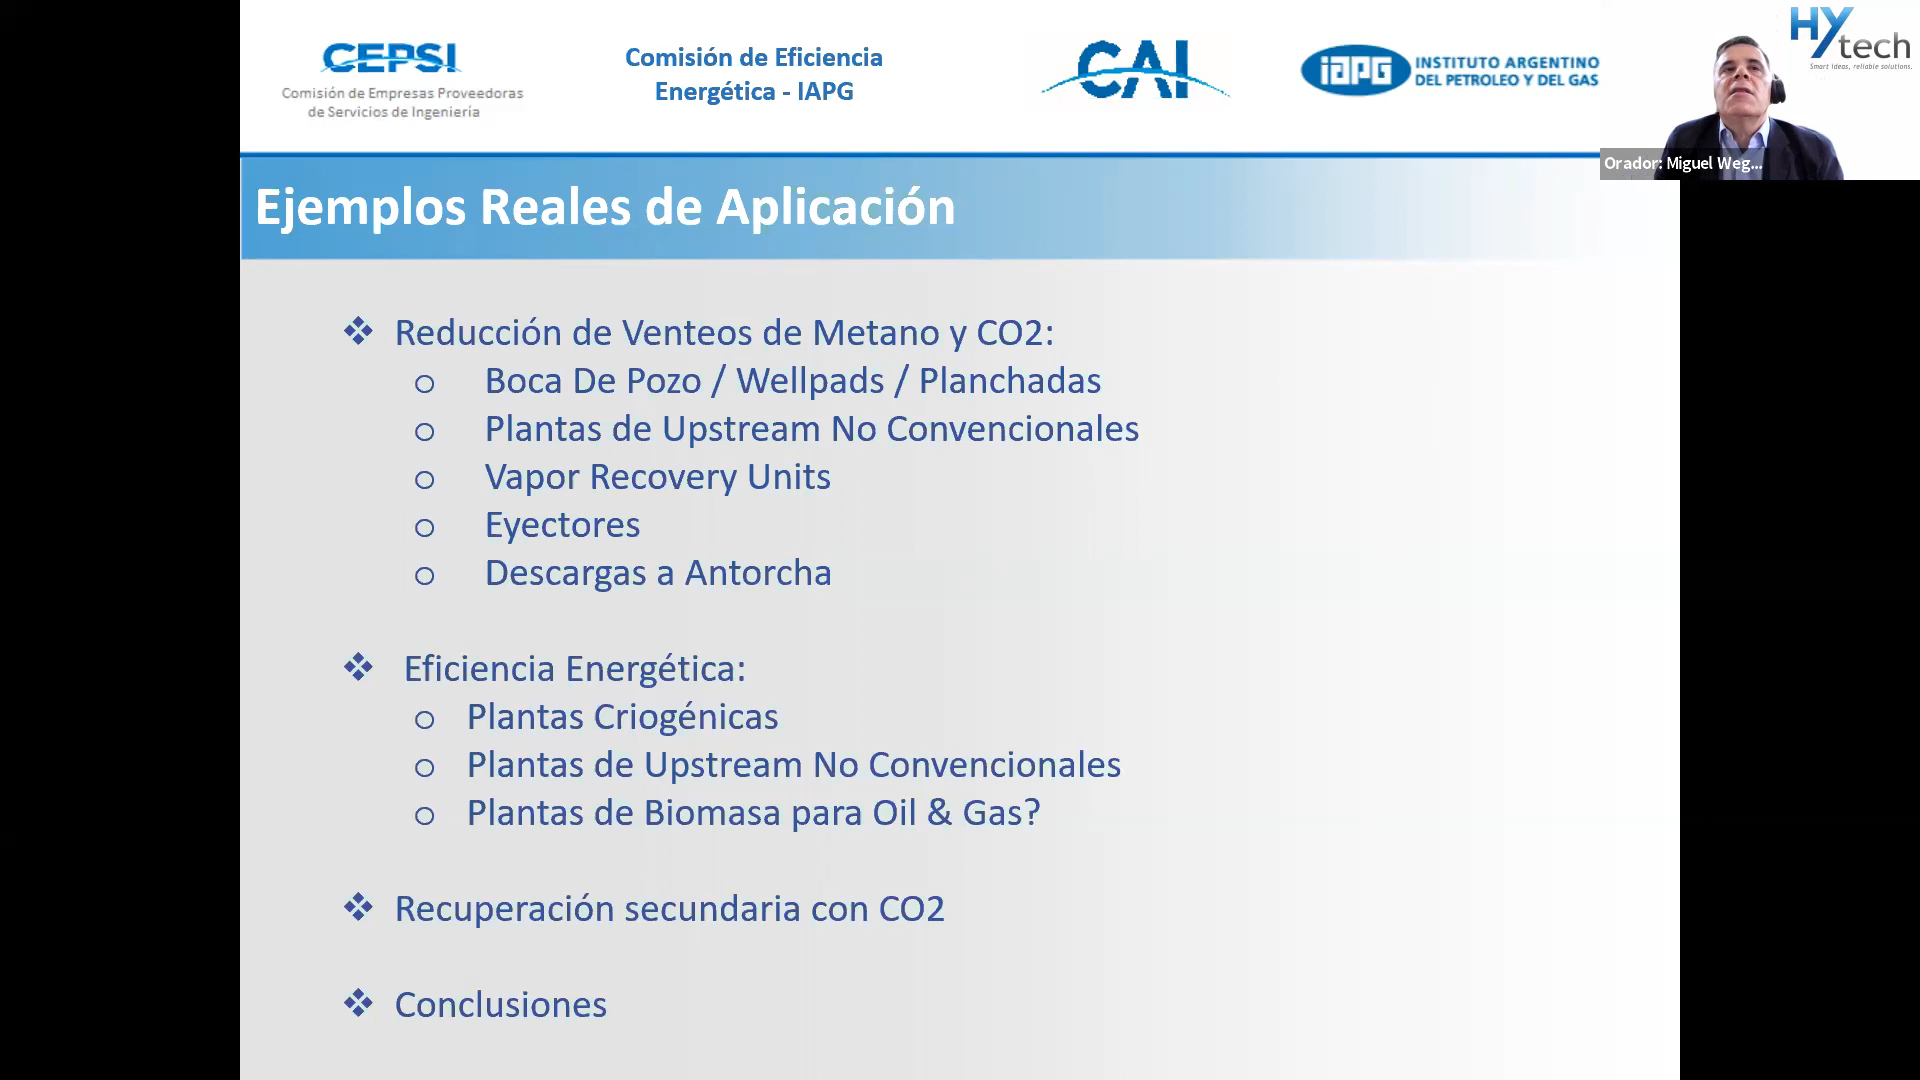 CEPSI
Comisión de Empresas Proveedoras
de Servicios de Ingeniería
Comisión de Eficiencia
Energética - IAPG
CAI
IAPG
INSTITUTO ARGENTINO
DEL PETROLEO Y DEL GAS
HYtech
Smart ideas, reliable solutions.
Orador: Miguel Weg...
Ejemplos Reales de Aplicación
❖ Reducción de Venteos de Metano y CO2:
o Boca De Pozo / Wellpads / Planchadas
o Plantas de Upstream No Convencionales
o Vapor Recovery Units
o Eyectores
o Descargas a Antorcha
❖ Eficiencia Energética:
o Plantas Criogénicas
o Plantas de Upstream No Convencionales
o Plantas de Biomasa para Oil & Gas?
❖ Recuperación secundaria con CO2
❖ Conclusiones